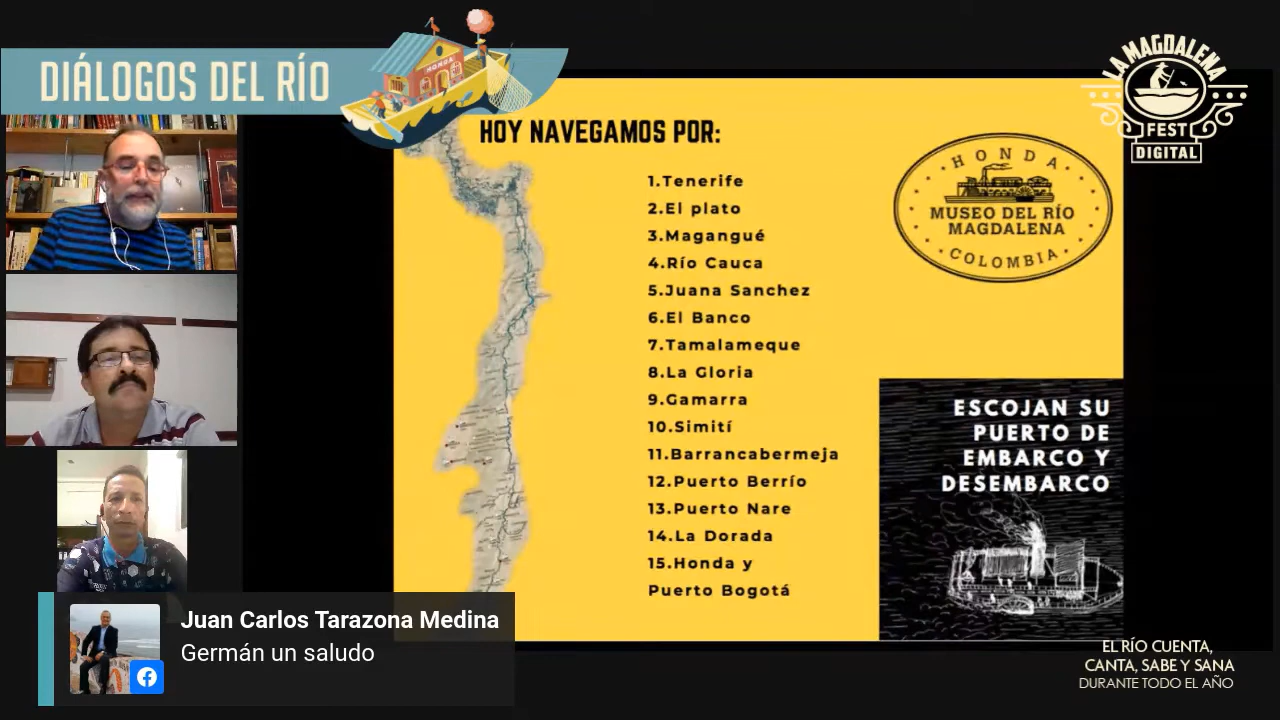 DIÁLOGOS DEL RÍO
HONDA
LA MAGDALENA
FEST
DIGITAL
HOY NAVEGAMOS POR:
1.Tenerife
2.El plato
3.Magangué
4.Río Cauca
5.Juana Sanchez
6.El Banco
7.Tamalameque
8.La Gloria
9.Gamarra
10.Simití
11.Barrancabermeja
12.Puerto Berrío
13.Puerto Nare
14.La Dorada
15.Honda y
Puerto Bogotá
HONDA
MUSEO DEL RÍO
MAGDALENA
COLOMBIA
ESCOJAN SU
PUERTO DE
EMBARCO Y
DESEMBARCO
Juan Carlos Tarazona Medina
Germán un saludo
EL RÍO CUENTA,
CANTA, SABE Y SANA
DURANTE TODO EL AÑO